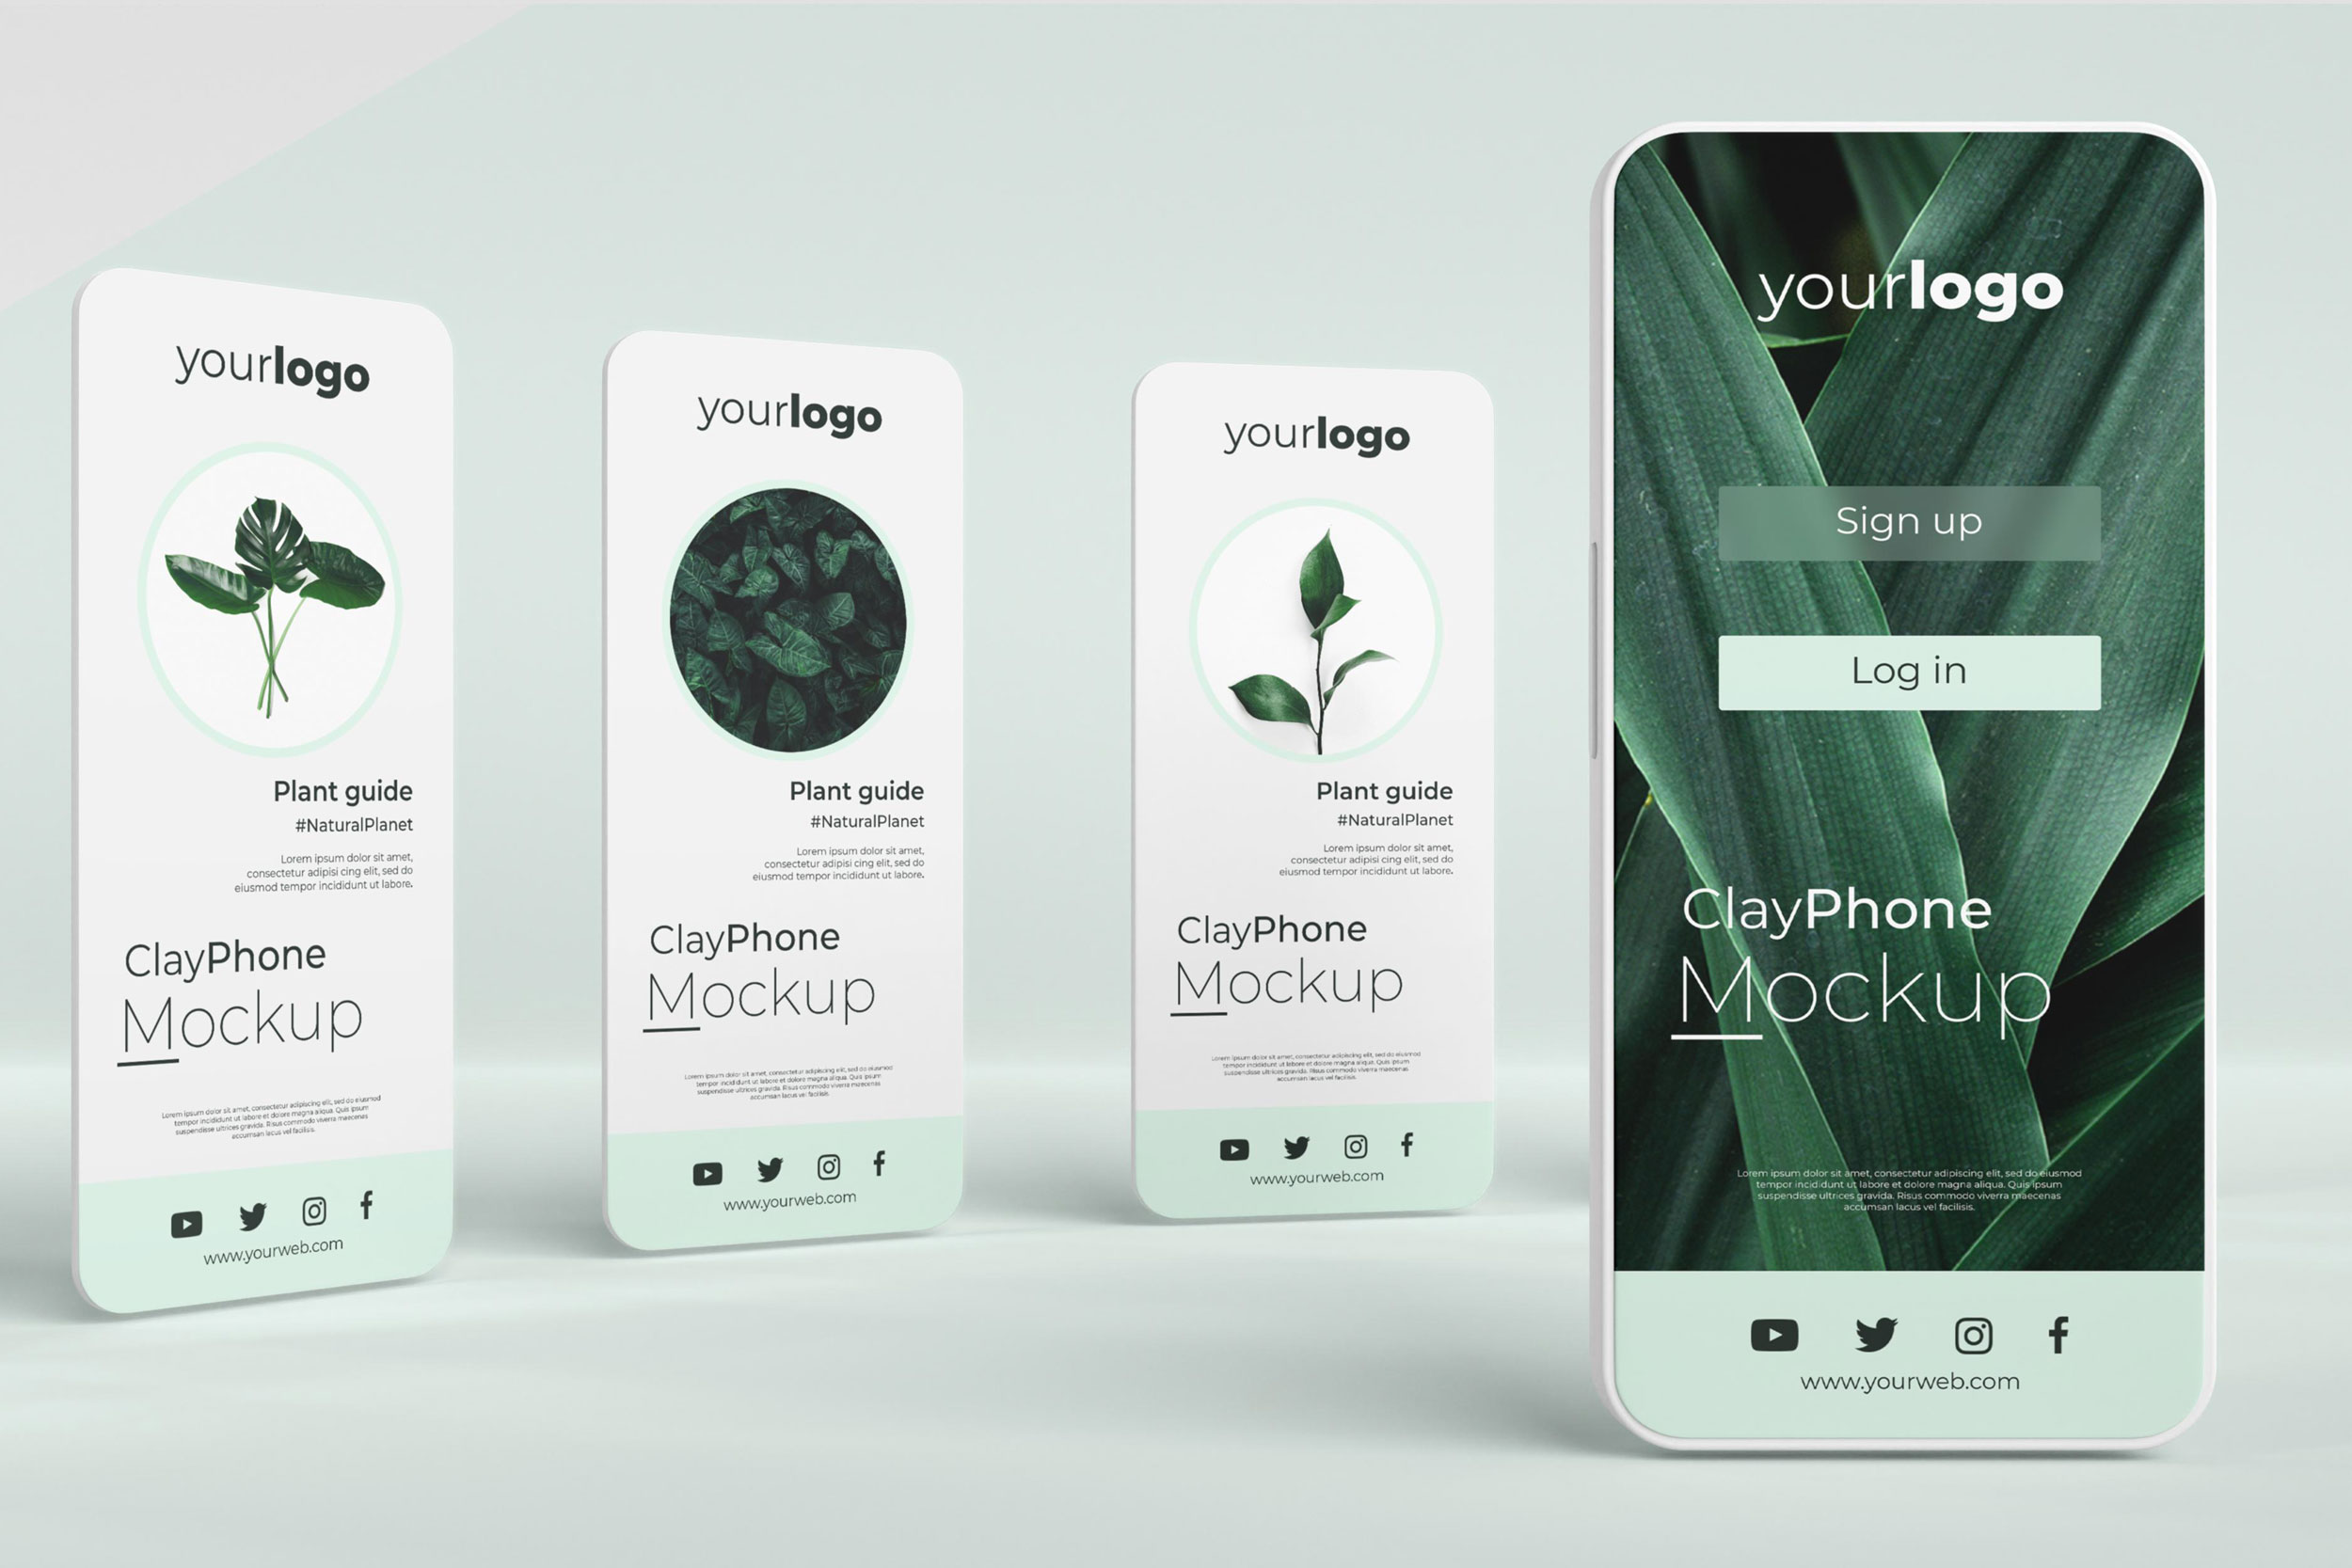 yourlogo
Plant guide
#NaturalPlanet
Lorem ipsum dolor sit amet,
consectetur adipisi cing elit, sed do
eiusmod tempor incididunt ut labore.
ClayPhone
Mockup
Lorem ipsum dolor sit amet, consectetur adipiscing elit, sed do eiusmod
tempor incididunt ut labore et dolore magna aliqua. Quis ipsum
suspendisse ultrices gravida. Risus commodo viverra maecenas
accumsan lacus vel facilisis.
www.yourweb.com
yourlogo
Plant guide
#NaturalPlanet
Lorem ipsum dolor sit amet,
consectetur adipisi cing elit, sed do
eiusmod tempor incididunt ut labore.
ClayPhone
Mockup
Lorem ipsum dolor sit amet, consectetur adipiscing elit, sed do eiusmod
tempor incididunt ut labore et dolore magna aliqua. Quis ipsum
suspendisse ultrices gravida. Risus commodo viverra maecenas
accumsan lacus vel facilisis.
www.yourweb.com
yourlogo
Plant guide
#NaturalPlanet
Lorem ipsum dolor sit amet,
consectetur adipisi cing elit, sed do
eiusmod tempor incididunt ut labore.
ClayPhone
Mockup
Lorem ipsum dolor sit amet, consectetur adipiscing elit, sed do eiusmod
tempor incididunt ut labore et dolore magna aliqua. Quis ipsum
suspendisse ultrices gravida. Risus commodo viverra maecenas
accumsan lacus vel facilisis.
www.yourweb.com
yourlogo
Sign up
Log in
ClayPhone
Mockup
Lorem ipsum dolor sit amet, consectetur adipiscing elit, sed do eiusmod
tempor incididunt ut labore et dolore magna aliqua. Quis ipsum
suspendisse ultrices gravida. Risus commodo viverra maecenas
accumsan lacus vel facilisis.
www.yourweb.com